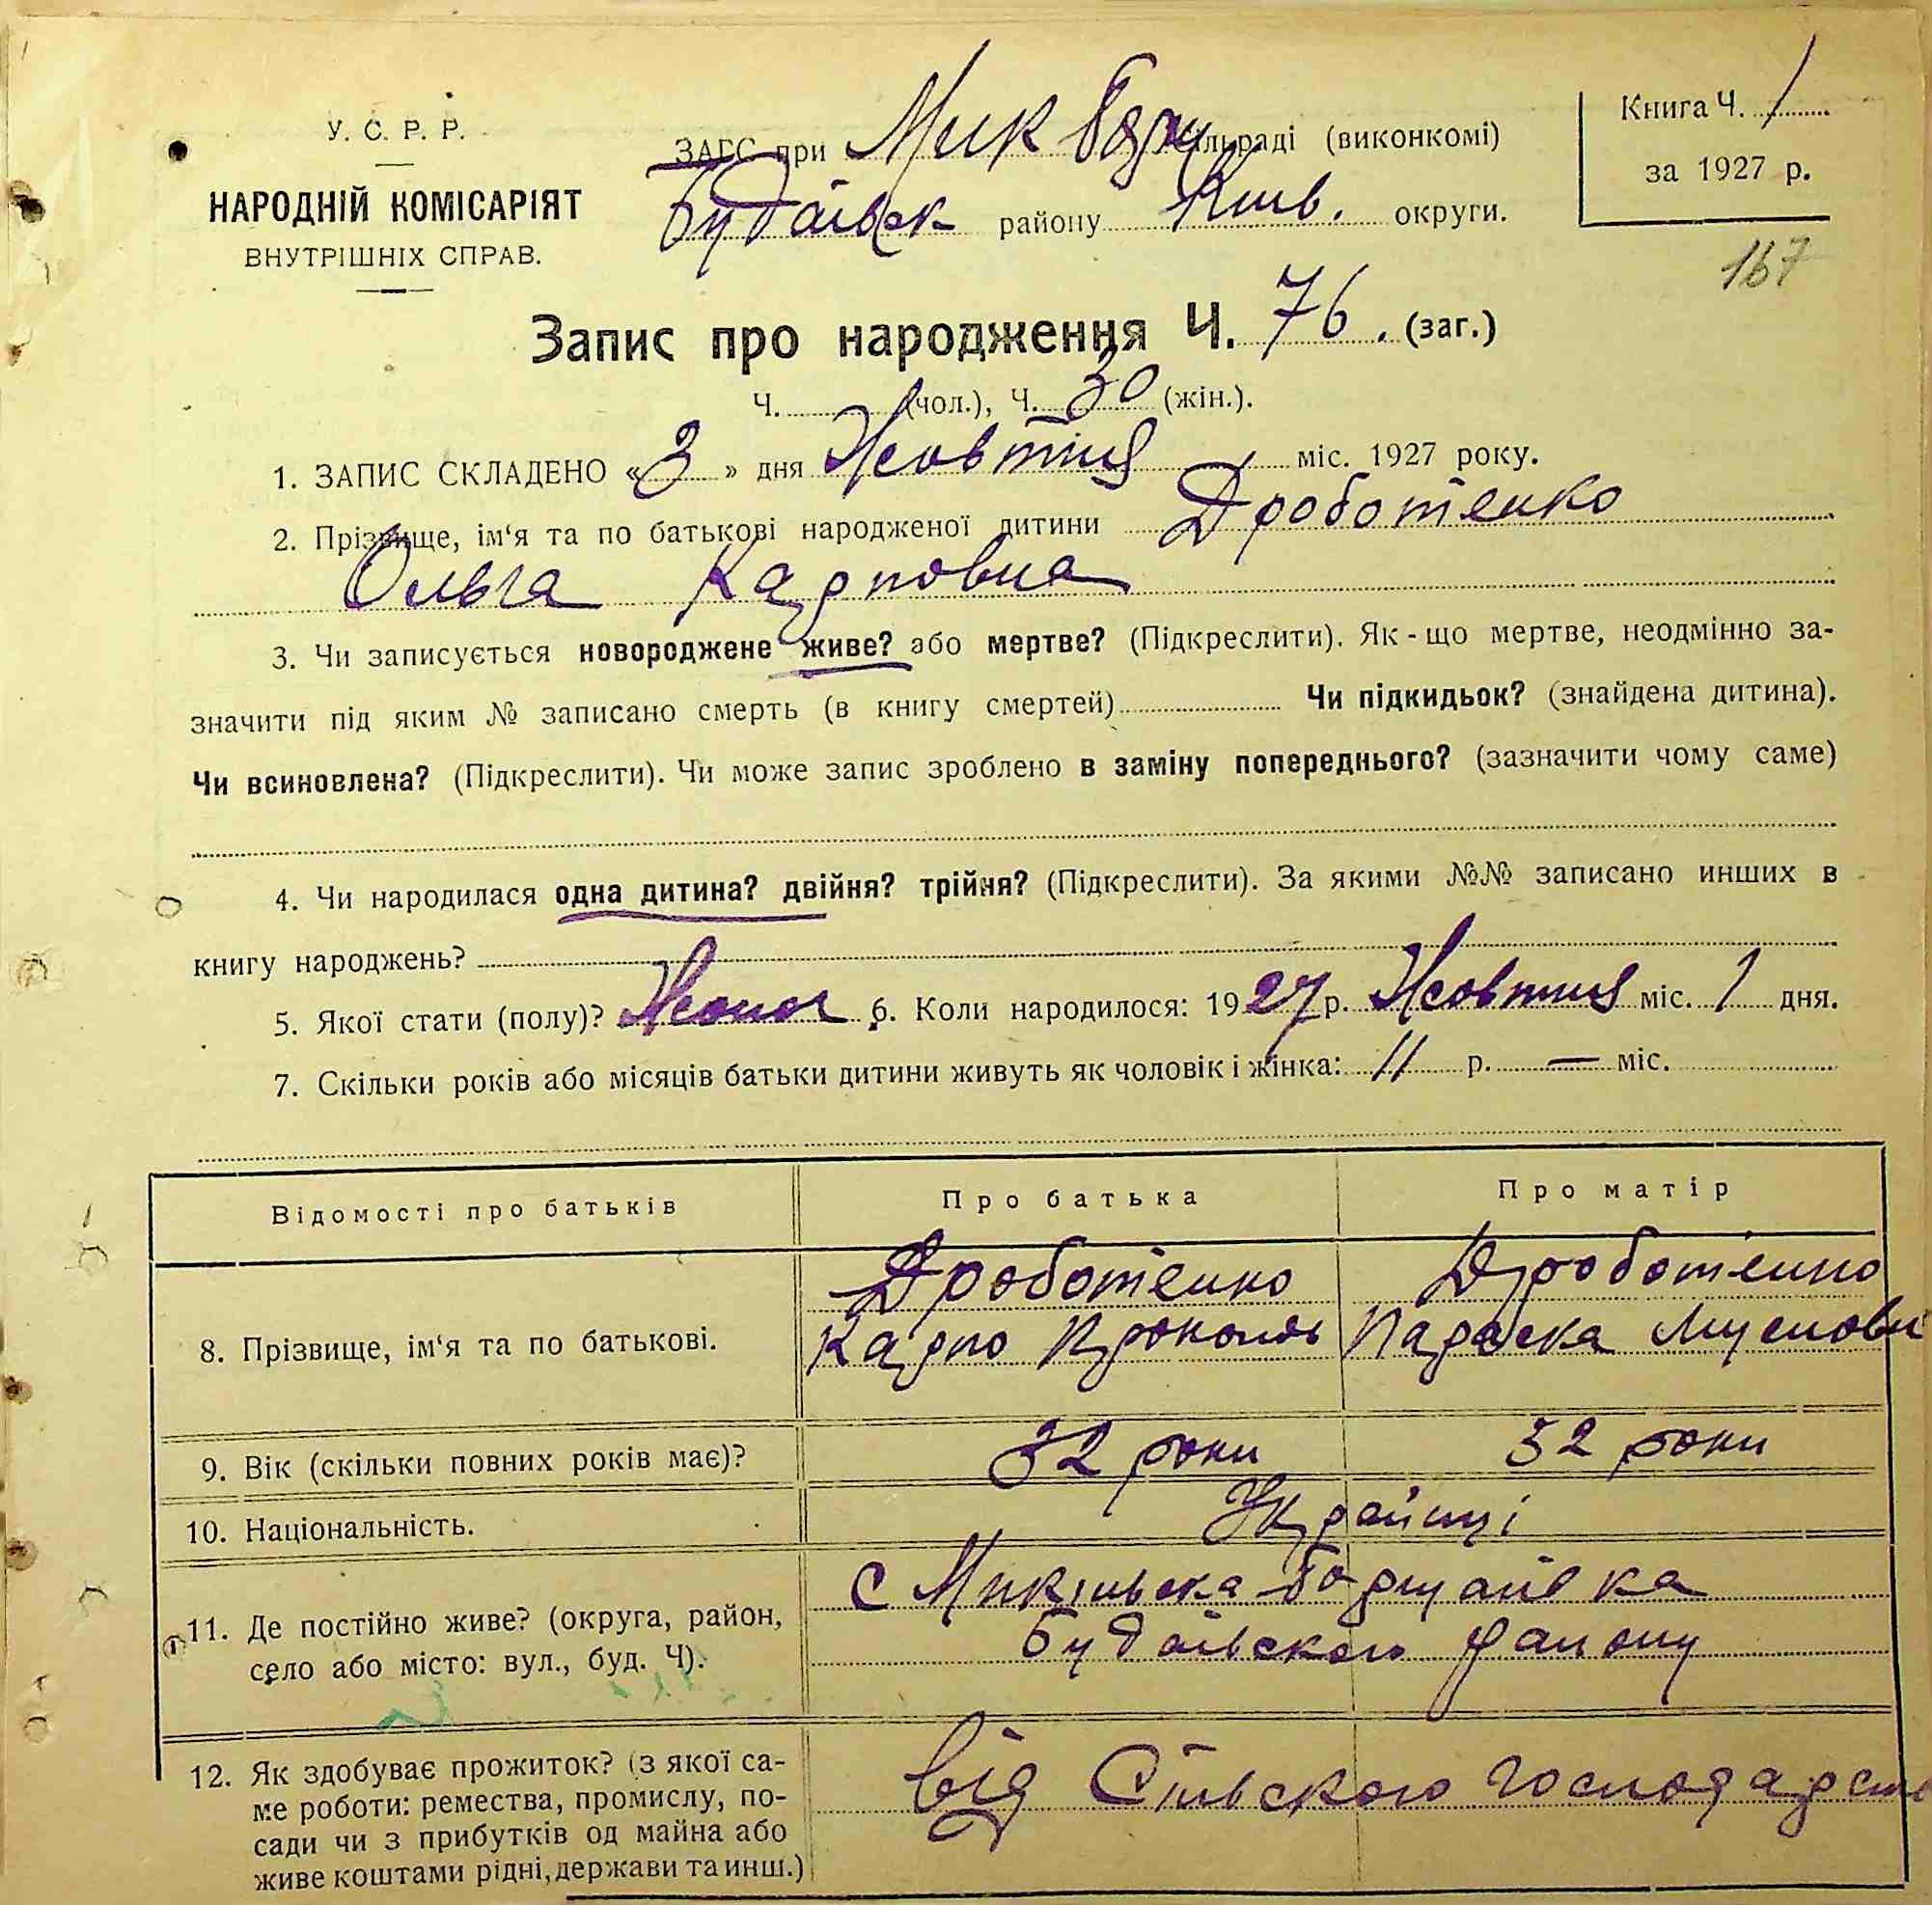 У. С. Р. Р.
НАРОДНІЙ КОМІСАРІЯТ
ВНУТРІШНІХ СПРАВ.
ЗАГС при Мик Борщ сільраді (виконкомі)
Будаївск району Київ. округи.
Книга Ч. 1
за 1927 р.
167
Запис про народження Ч. 76. (заг.)
Ч. (чол.), Ч. 30 (жін.).
1. ЗАПИС СКЛАДЕНО «3» дня Жовтня міс. 1927 року.
2. Прізвище, ім'я та по батькові народженої дитини Дроботенко
Ольга Карповна
3. Чи записується новороджене живе? або мертве? (Підкреслити). Як-що мертве, неодмінно за-
значити під яким № записано смерть (в книгу смертей) Чи підкидьок? (знайдена дитина).
Чи всиновлена? (Підкреслити). Чи може запис зроблено в заміну попереднього? (зазначити чому саме)
4. Чи народилася одна дитина? двійня? трійня? (Підкреслити). За якими №№ записано инших в
книгу народжень?
5. Якої стати (полу)? 6. Коли народилося: 1927 р. Жовтня міс. 1 дня.
7. Скільки років або місяців батьки дитини живуть як чоловік і жінка: 11 р. — міс.
Відомості про батьків Про батька Про матір
8. Прізвище, ім'я та по батькові. Дроботенко Дроботенко
Карпо Параска
9. Вік (скільки повних років має)? 32 роки 32 роки
10. Національність. Українці
11. Де постійно живе? (округа, район,
село або місто: вул., буд. Ч).
с Микільска-Борщаївка
Будаївского району
12. Як здобуває прожиток? (з якої са-
ме роботи: ремества, промислу, по-
сади чи з прибутків од майна або
живе коштами рідні, держави та инш.)
від Сільского господарств